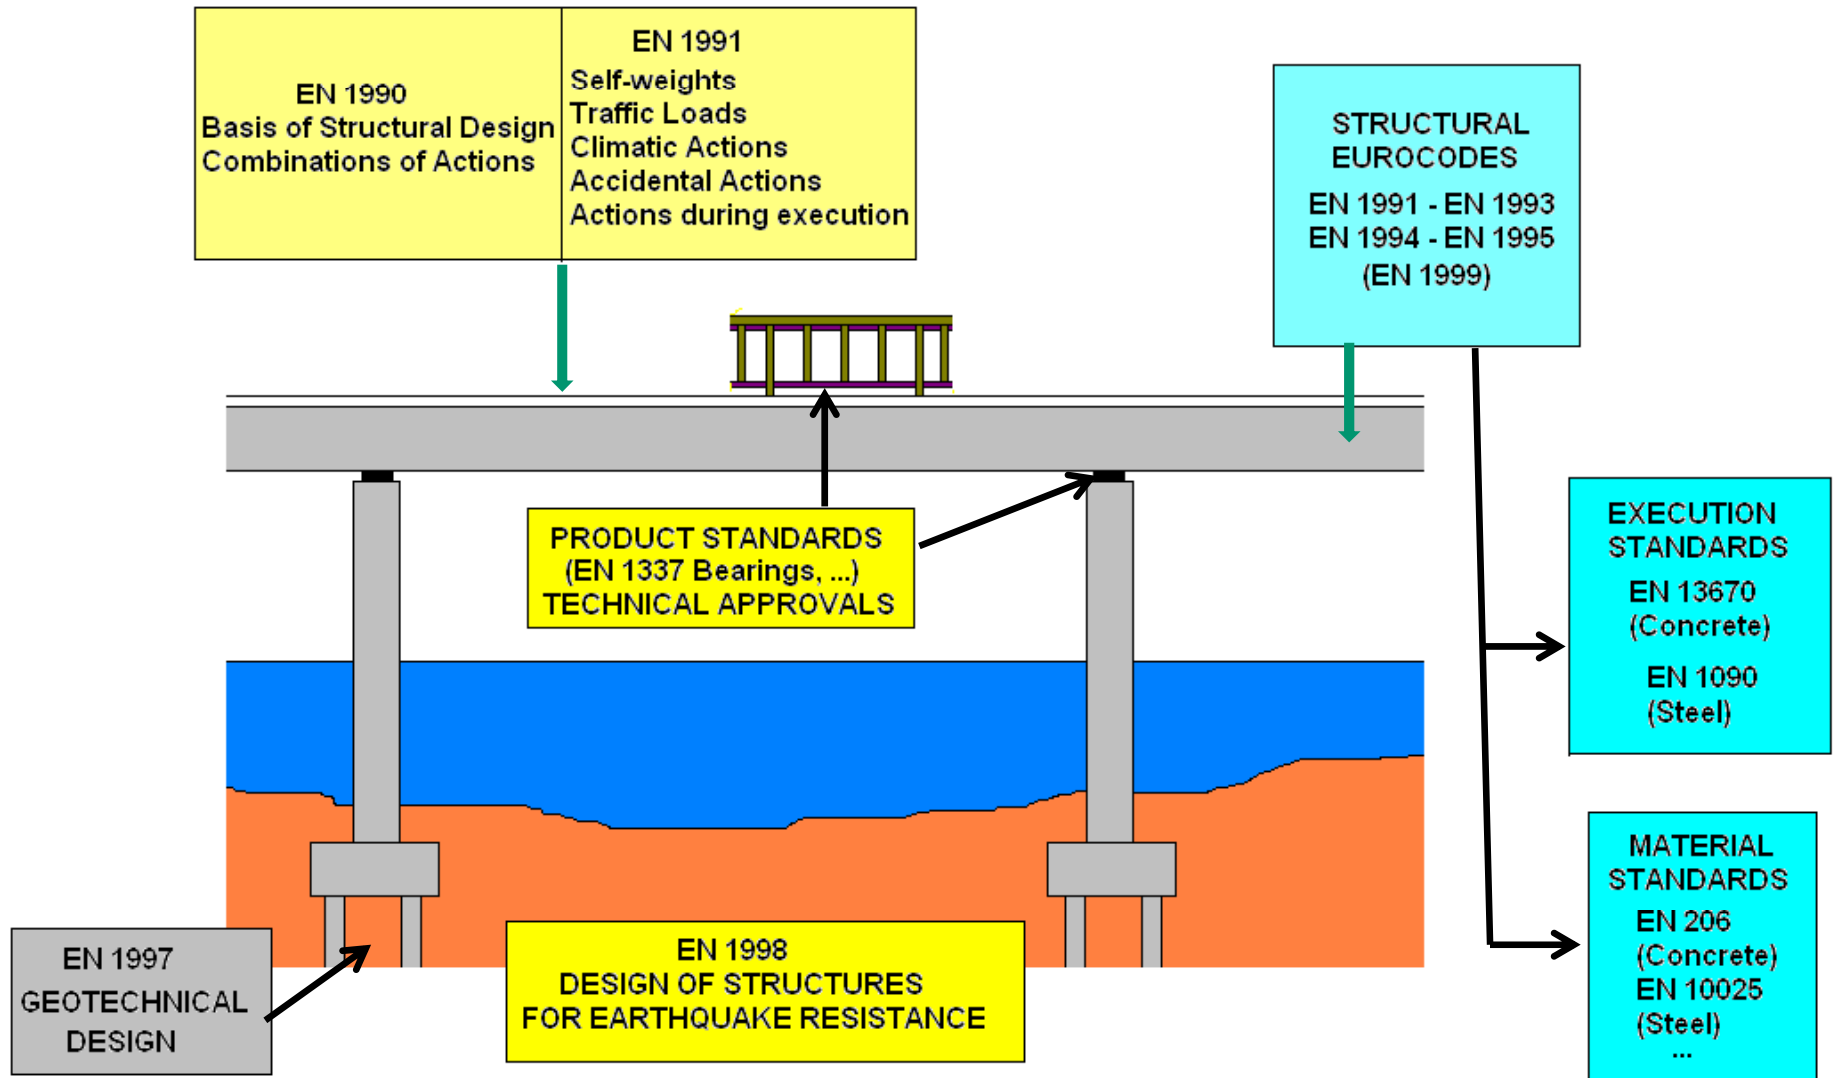 EN 1990
Basis of Structural Design
Combinations of Actions
EN 1991
Self-weights
Traffic Loads
Climatic Actions
Accidental Actions
Actions during execution
STRUCTURAL
EUROCODES
EN 1991 - EN 1993
EN 1994 - EN 1995
(EN 1999)
PRODUCT STANDARDS
(EN 1337 Bearings, ...)
TECHNICAL APPROVALS
EXECUTION
STANDARDS
EN 13670
(Concrete)
EN 1090
(Steel)
MATERIAL
STANDARDS
EN 206
(Concrete)
EN 10025
(Steel)
...
EN 1997
GEOTECHNICAL
DESIGN
EN 1998
DESIGN OF STRUCTURES
FOR EARTHQUAKE RESISTANCE